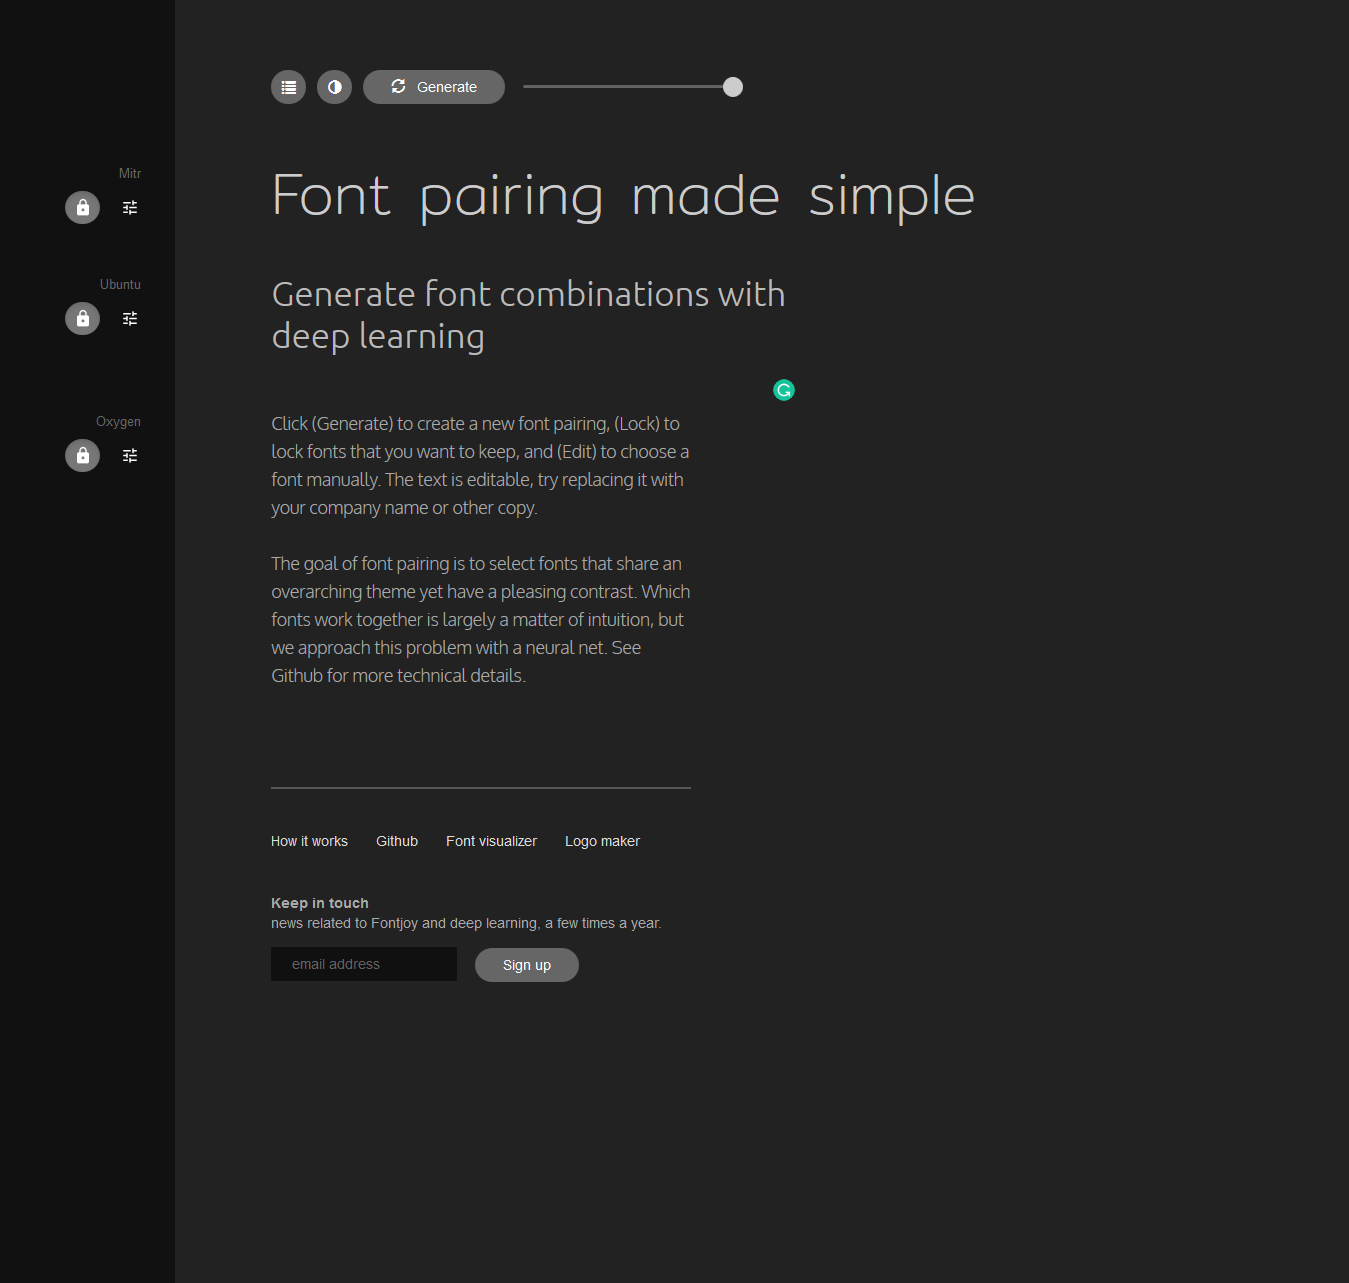 Generate
Mitr
Font pairing made simple
Ubuntu
Generate font combinations with
deep learning
Oxygen
Click (Generate) to create a new font pairing, (Lock) to
lock fonts that you want to keep, and (Edit) to choose a
font manually. The text is editable, try replacing it with
your company name or other copy.
The goal of font pairing is to select fonts that share an
overarching theme yet have a pleasing contrast. Which
fonts work together is largely a matter of intuition, but
we approach this problem with a neural net. See
Github for more technical details.
How it works Github Font visualizer Logo maker
Keep in touch
news related to Fontjoy and deep learning, a few times a year.
email address Sign up